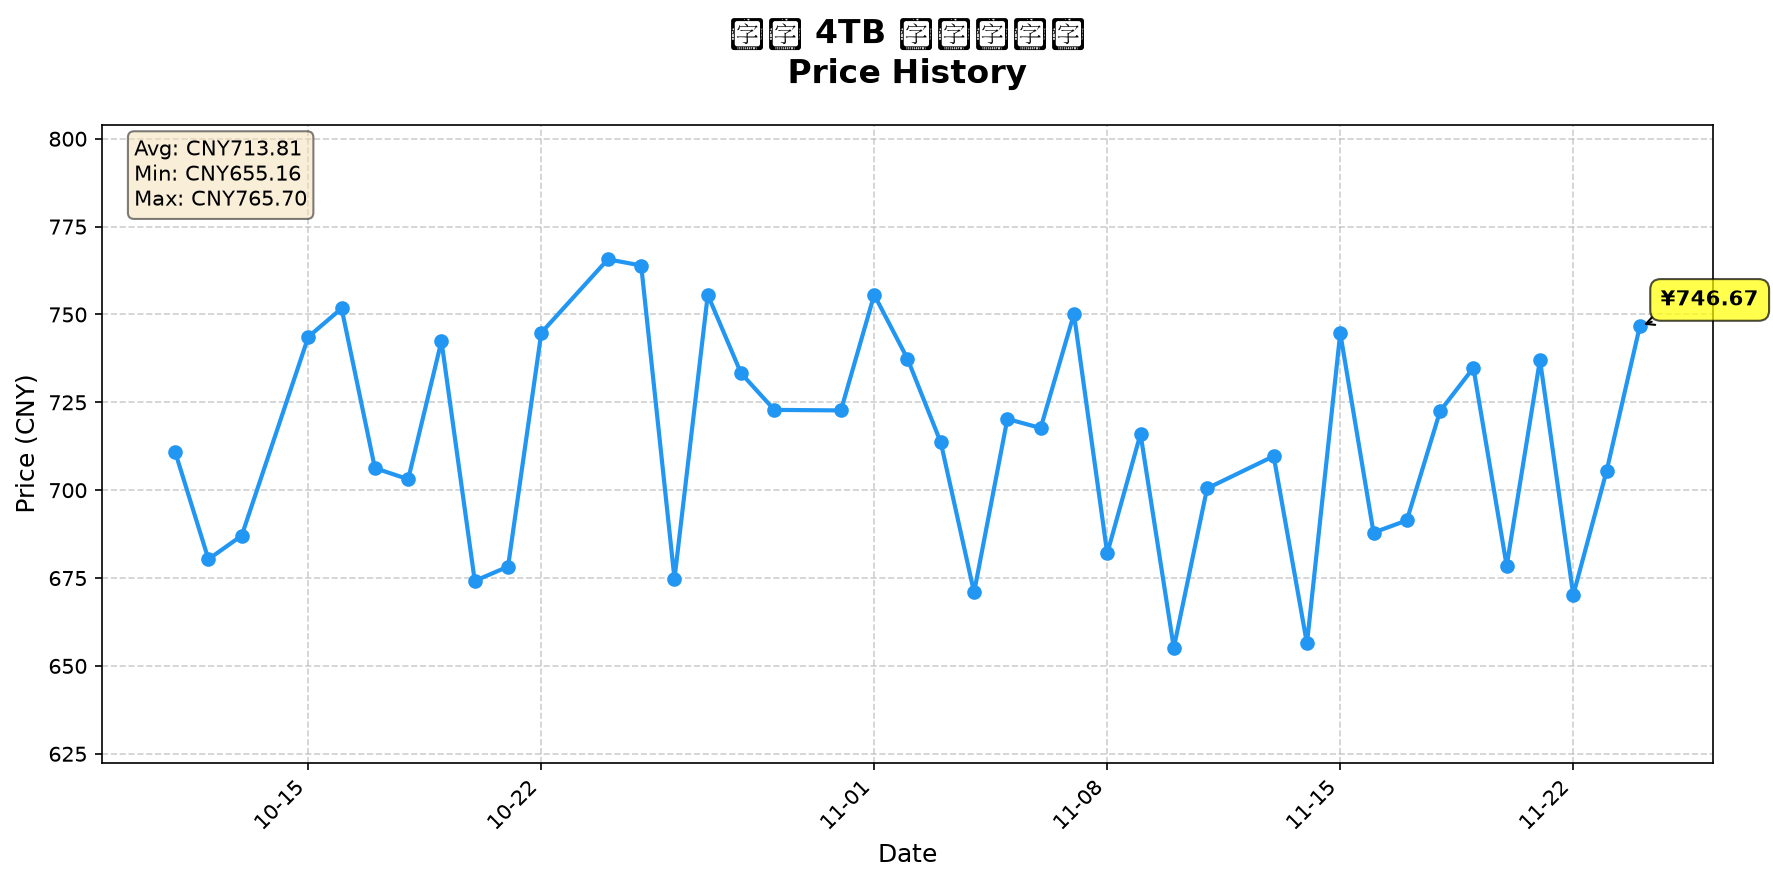 4TB
Price History
Avg: CNY713.81
Min: CNY655.16
Max: CNY765.70
¥746.67
Price (CNY)
800
775
750
725
700
675
650
625
10-15
10-22
11-01
11-08
11-15
11-22
Date